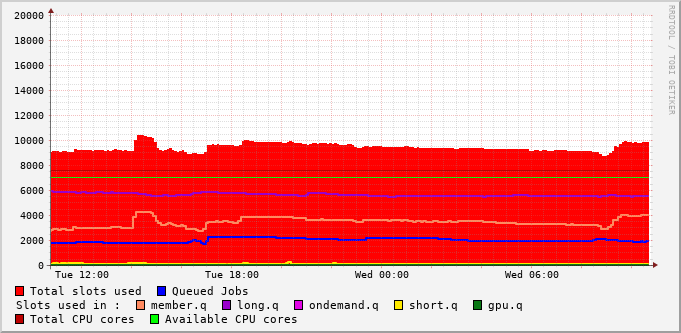 RRDTOOL / TOBI OETIKER
20000
18000
16000
14000
12000
10000
8000
6000
4000
2000
0
Tue 12:00 Tue 18:00 Wed 00:00 Wed 06:00
Total slots used Queued Jobs
Slots used in : member.q long.q ondemand.q short.q gpu.q
Total CPU cores Available CPU cores